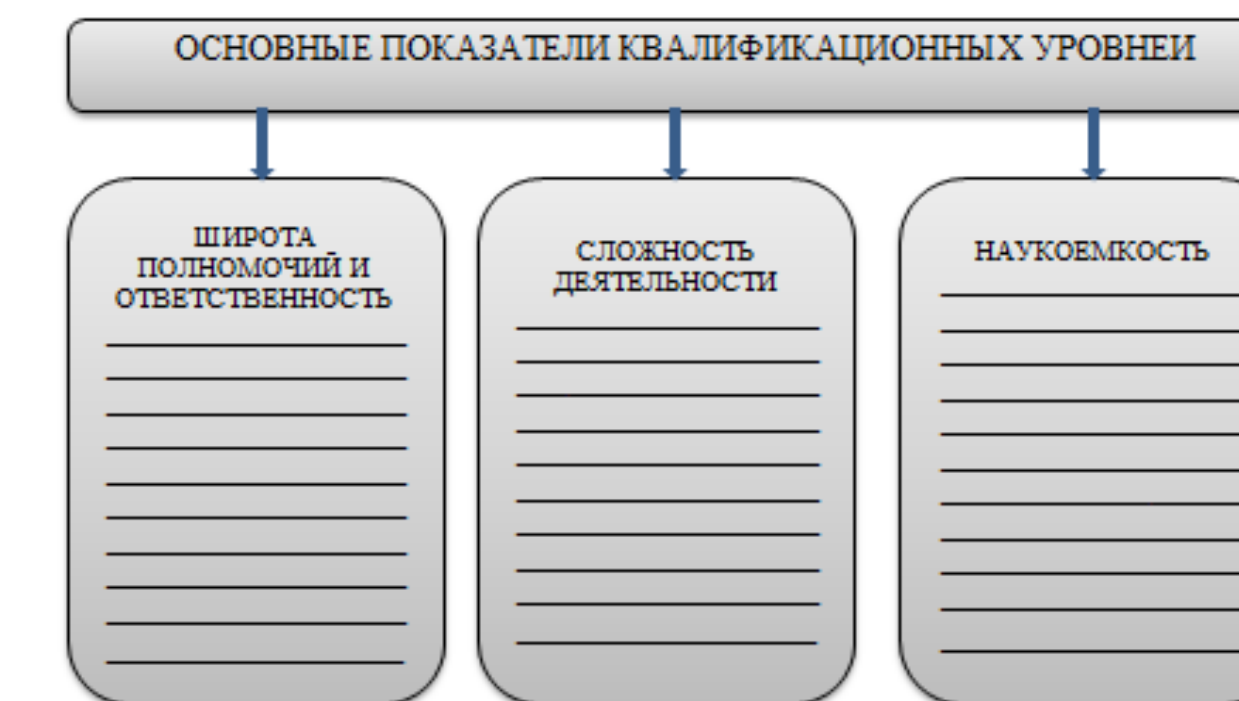 ОСНОВНЫЕ ПОКАЗАТЕЛИ КВАЛИФИКАЦИОННЫХ УРОВНЕЙ
ШИРОТА
ПОЛНОМОЧИЙ И
ОТВЕТСТВЕННОСТЬ
СЛОЖНОСТЬ
ДЕЯТЕЛЬНОСТИ
НАУКОЕМКОСТЬ